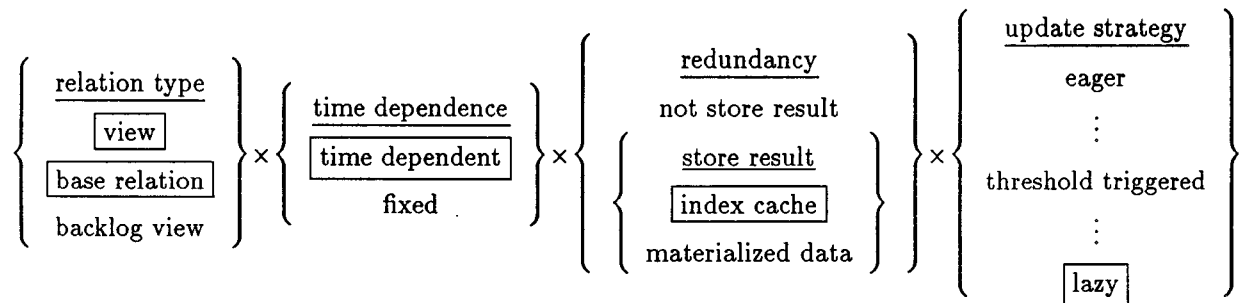 relation type
view
base relation
backlog view
×
time dependence
time dependent
fixed
×
redundancy
not store result
store result
index cache
materialized data
×
update strategy
eager
⋮
threshold triggered
⋮
lazy